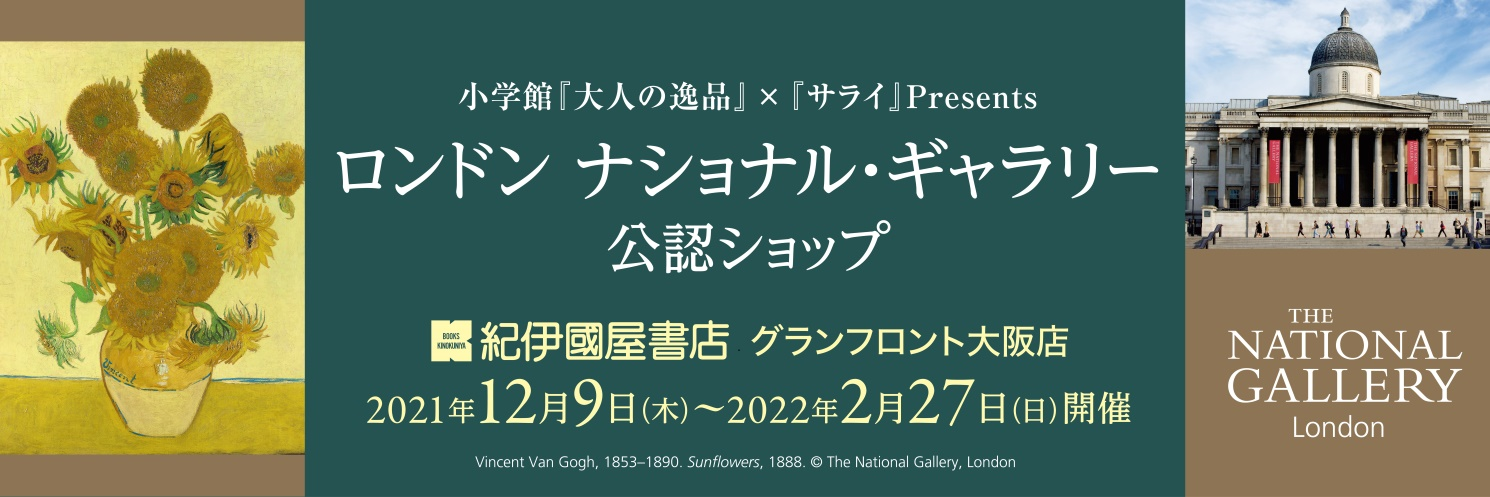 小学館『大人の逸品』×『サライ』Presents
ロンドン ナショナル・ギャラリー
公認ショップ
BOOKS
KINOKUNIYA
紀伊國屋書店 グランフロント大阪店
2021年12月9日(木)〜2022年2月27日(日)開催
Vincent Van Gogh, 1853–1890. Sunflowers, 1888. © The National Gallery, London
Vincent
THE
NATIONAL
GALLERY
London